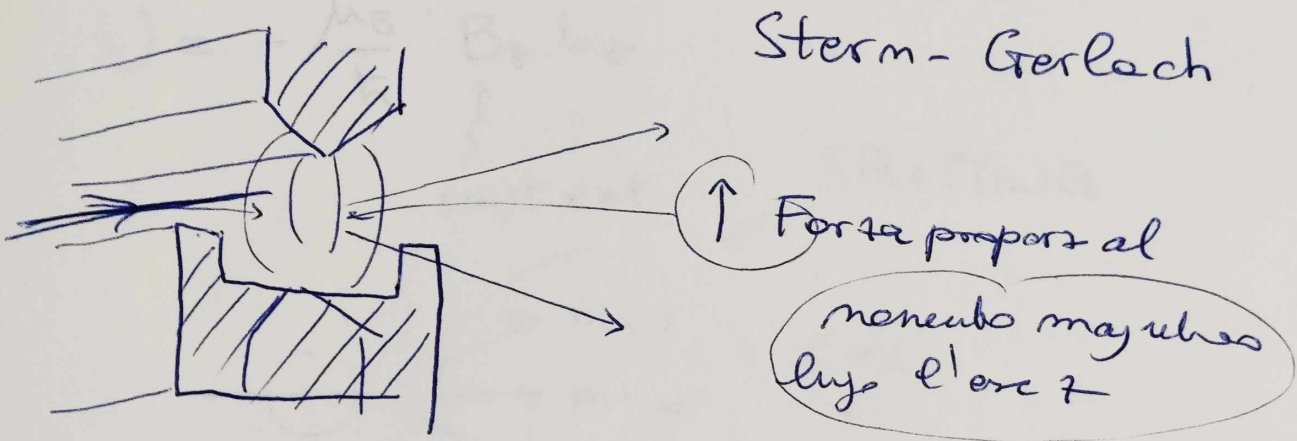 Stern-Gerlach
Forza proporz al
momento magnetico
lungo l'asse z